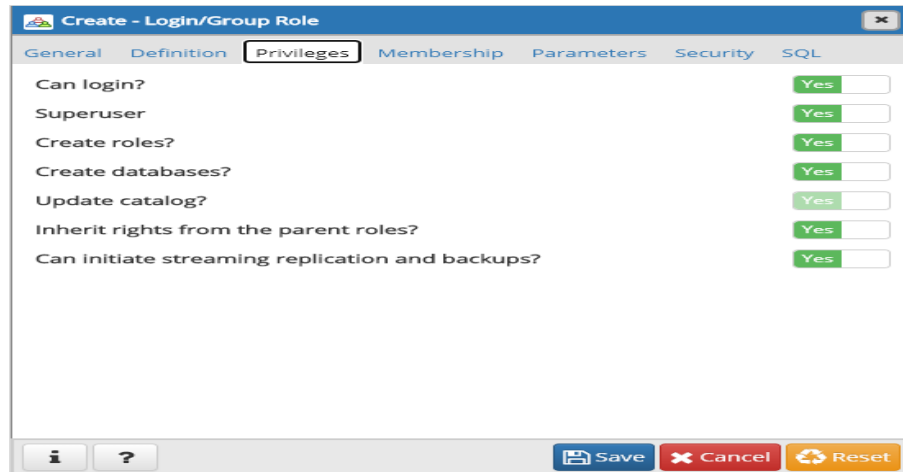 Create - Login/Group Role
General Definition Privileges Membership Parameters Security SQL
Can login? Yes
Superuser Yes
Create roles? Yes
Create databases? Yes
Update catalog? Yes
Inherit rights from the parent roles? Yes
Can initiate streaming replication and backups? Yes
i ? Save Cancel Reset